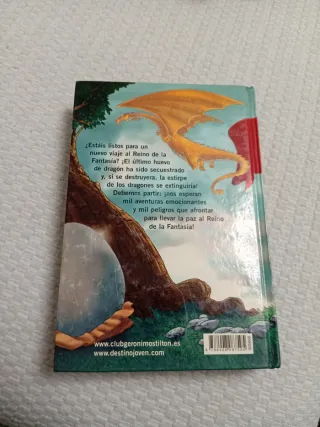 ¿Estáis listos para un
nuevo viaje al Reino de la
Fantasía? ¡El último huevo
de dragón ha sido secuestrado
y, si se destruyera, la estirpe
de los dragones se extinguiría!
Debemos partir: ¡nos esperan
mil aventuras emocionantes
y mil peligros que afrontar
para llevar la paz al Reino
de la Fantasía!
www.clubgeronimostilton.es
www.destinojoven.com